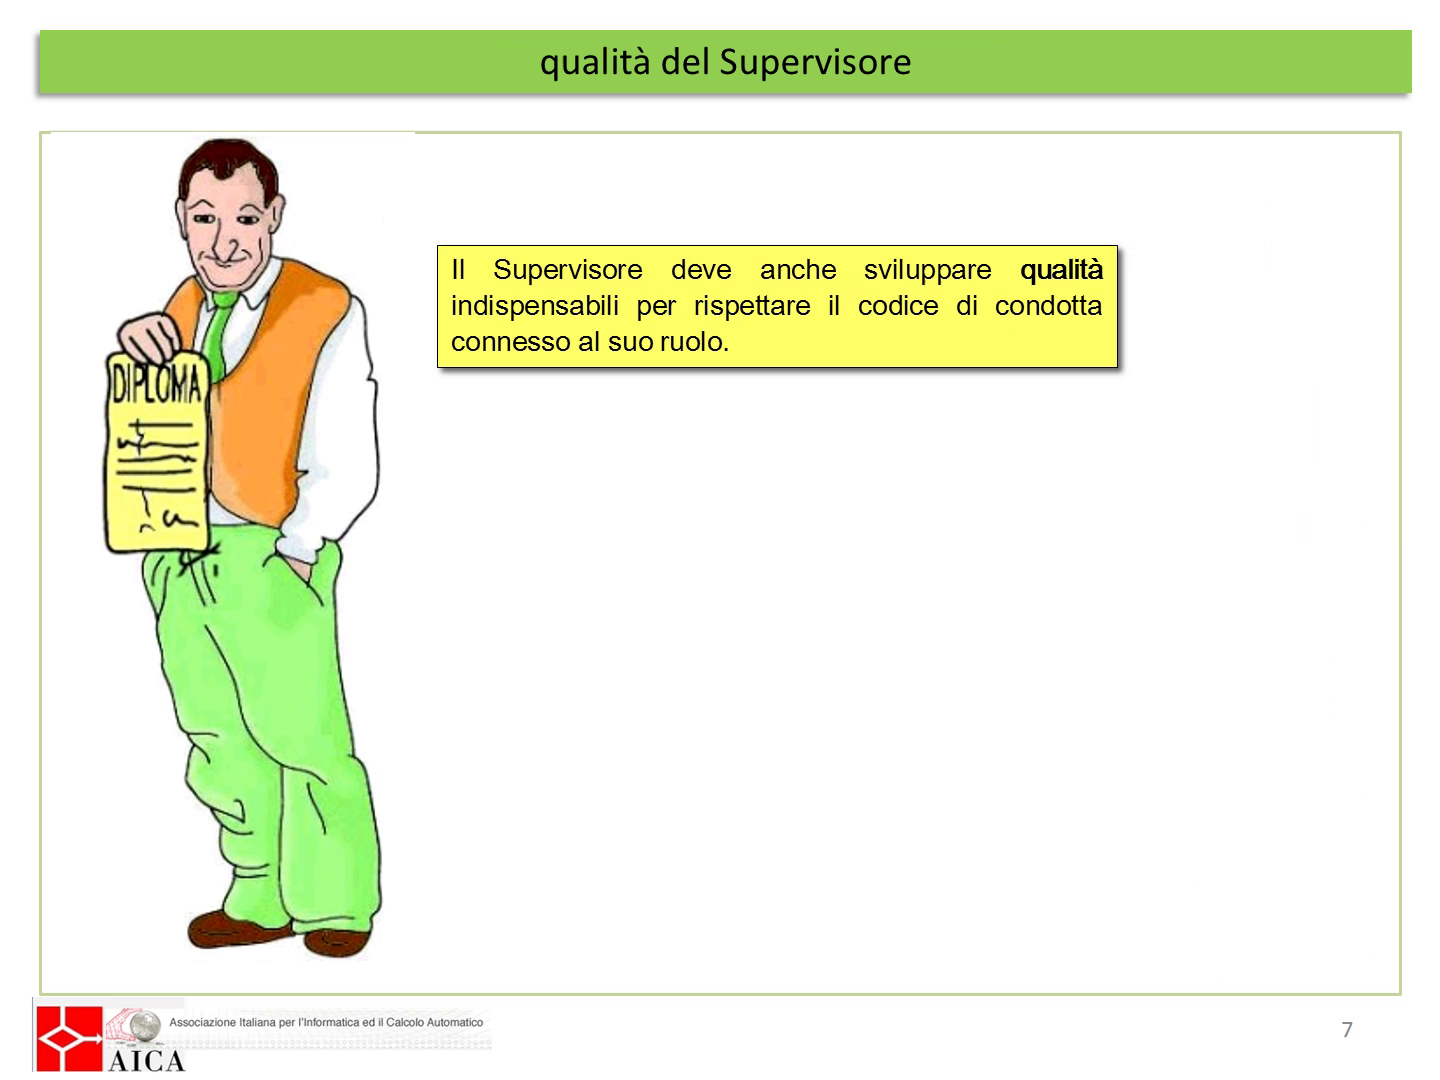 qualità del Supervisore
Il Supervisore deve anche sviluppare qualità
indispensabili per rispettare il codice di condotta
connesso al suo ruolo.
DIPLOMA
Associazione Italiana per l'Informatica ed il Calcolo Automatico
AICA
7